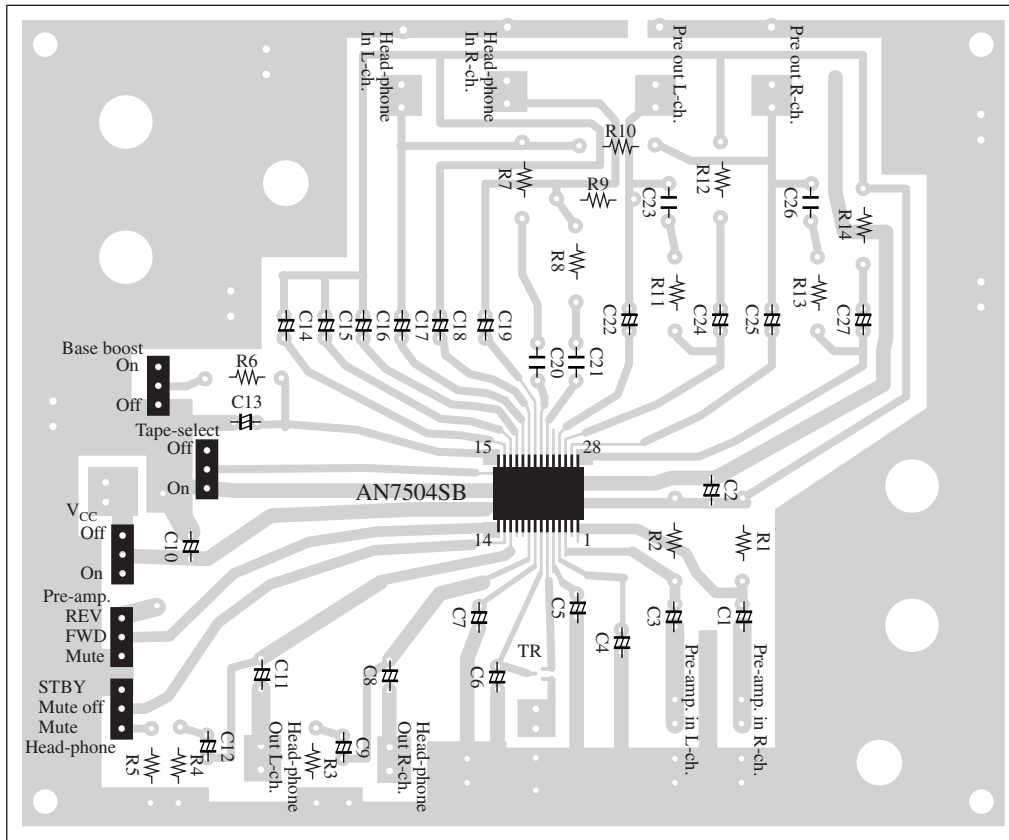 Head-phone
In L-ch.
Head-phone
In R-ch.
Pre out L-ch.
Pre out R-ch.
R10
R7
R9
R12
C23
C26
R14
R8
R11
R13
C14
C15
C16
C17
C18
C19
C22
C24
C25
C27
C20
C21
Base boost
On
Off
R6
C13
Tape-select
Off
On
15
28
AN7504SB
C2
14
1
VCC
Off
On
C10
R2
R1
Pre-amp.
REV
FWD
Mute
C7
C5
C4
C3
C1
STBY
Mute off
Mute
Head-phone
C11
C8
C6
TR
Pre-amp. in L-ch.
Pre-amp. in R-ch.
R5
R4
C12
Head-phone
Out L-ch.
R3
C9
Head-phone
Out R-ch.